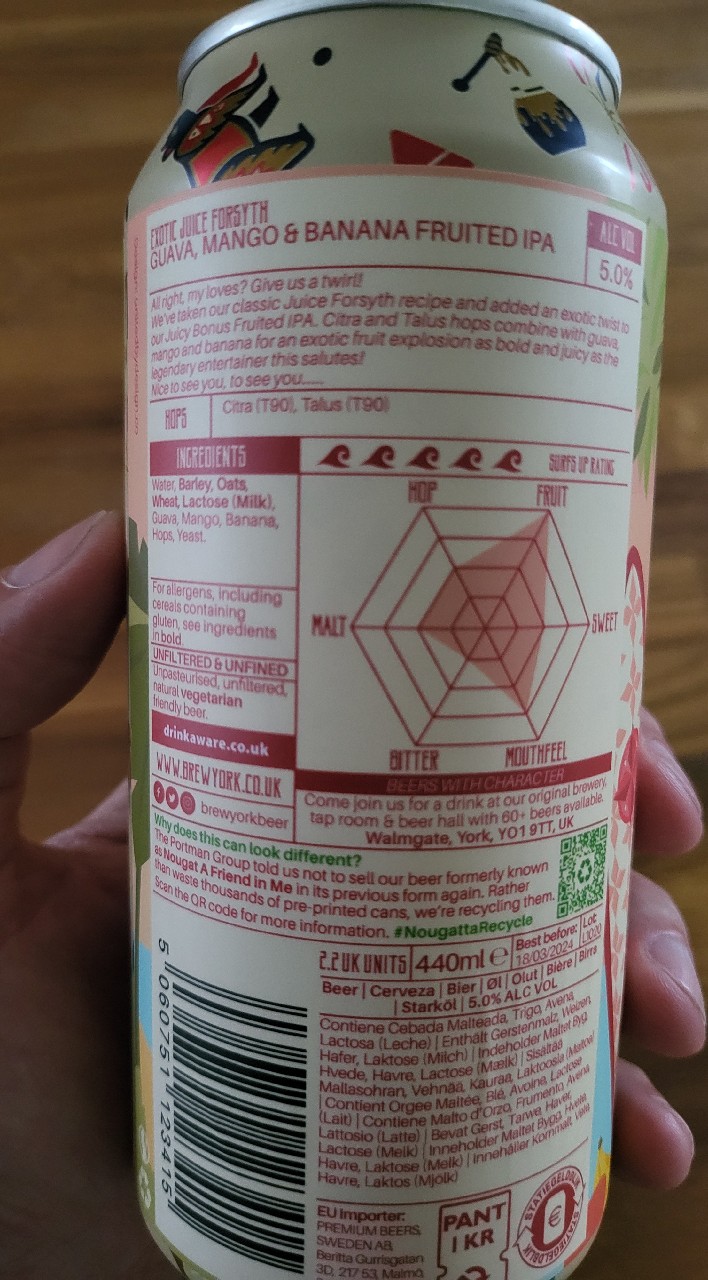 EXOTIC JUICE FORSYTH
GUAVA, MANGO & BANANA FRUITED IPA
ALC VOL
5.0%
All right, my loves? Give us a twirl!
We've taken our classic Juice Forsyth recipe and added an exotic twist to
our Juicy Bonus Fruited IPA. Citra and Talus hops combine with guava,
mango and banana for an exotic fruit explosion as bold and juicy as the
legendary entertainer this salutes!
Nice to see you, to see you......
HOPS
Citra (T90), Talus (T90)
INGREDIENTS
Water, Barley, Oats,
Wheat, Lactose (Milk),
Guava, Mango, Banana,
Hops, Yeast.
For allergens, including
cereals containing
gluten, see ingredients
in bold.
UNFILTERED & UNFINED
Unpasteurised, unfiltered,
natural vegetarian
friendly beer.
drinkaware.co.uk
WWW.BREWYORK.CO.UK
brewyorkbeer
SURFS UP RATING
HOP
FRUIT
MALT
SWEET
BITTER
MOUTHFEEL
BEERS WITH CHARACTER
Come join us for a drink at our original brewery,
tap room & beer hall with 60+ beers available.
Walmgate, York, YO1 9TT, UK
Why does this can look different?
The Portman Group told us not to sell our beer formerly known
as Nougat A Friend in Me in its previous form again. Rather
than waste thousands of pre-printed cans, we're recycling them.
Scan the QR code for more information. #NougattaRecycle
2.2 UK UNITS
440ml e
Best before:
18/03/2024
Lot
L1020
Beer | Cerveza | Bier | Øl | Olut | Bière | Birra
| Starköl | 5.0% ALC VOL
Contiene Cebada Malteada, Trigo, Avena,
Lactosa (Leche) | Enthält Gerstenmalz, Weizen,
Hafer, Laktose (Milch) | Indeholder Maltet Byg,
Hvede, Havre, Lactose (Mælk) | Sisältää
Mallasohran, Vehnää, Kauraa, Laktoosia (Maitoa)
| Contient Orgee Maltée, Blé, Avoine, Lactose
(Lait) | Contiene Malto d'Orzo, Frumento, Avena
Lattosio (Latte) | Bevat Gerst, Tarwe, Haver,
Lactose (Melk) | Inneholder Maltet Bygg, Hvete,
Havre, Laktose (Melk) | Innehåller Kornmalt, Vete,
Havre, Laktos (Mjölk)
5 060751 123415
EU Importer:
PREMIUM BEERS
SWEDEN AB,
Beritta Gurrisgatan
3D, 217 53, Malmö,
PANT
1 KR
STATIEGELDBLIK
€
STATIEGELDBLIK